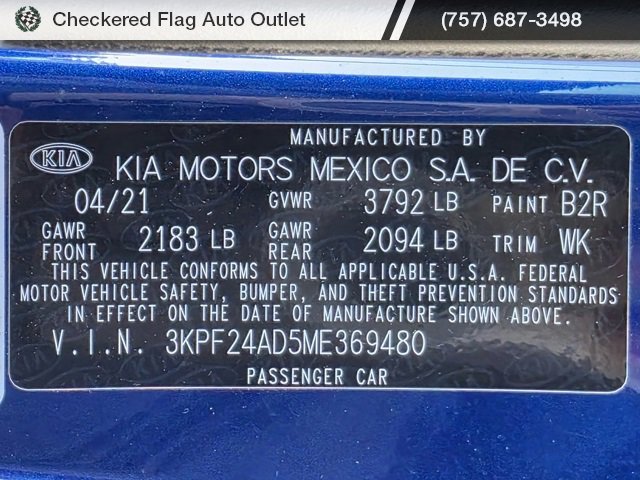 Checkered Flag Auto Outlet (757) 687-3498
MANUFACTURED BY
KIA KIA MOTORS MEXICO S.A. DE C.V.
04/21 GVWR 3792 LB PAINT B2R
GAWR FRONT 2183 LB GAWR REAR 2094 LB TRIM WK
THIS VEHICLE CONFORMS TO ALL APPLICABLE U.S.A. FEDERAL
MOTOR VEHICLE SAFETY, BUMPER, AND THEFT PREVENTION STANDARDS
IN EFFECT ON THE DATE OF MANUFACTURE SHOWN ABOVE.
V.I.N. 3KPF24AD5ME369480
PASSENGER CAR